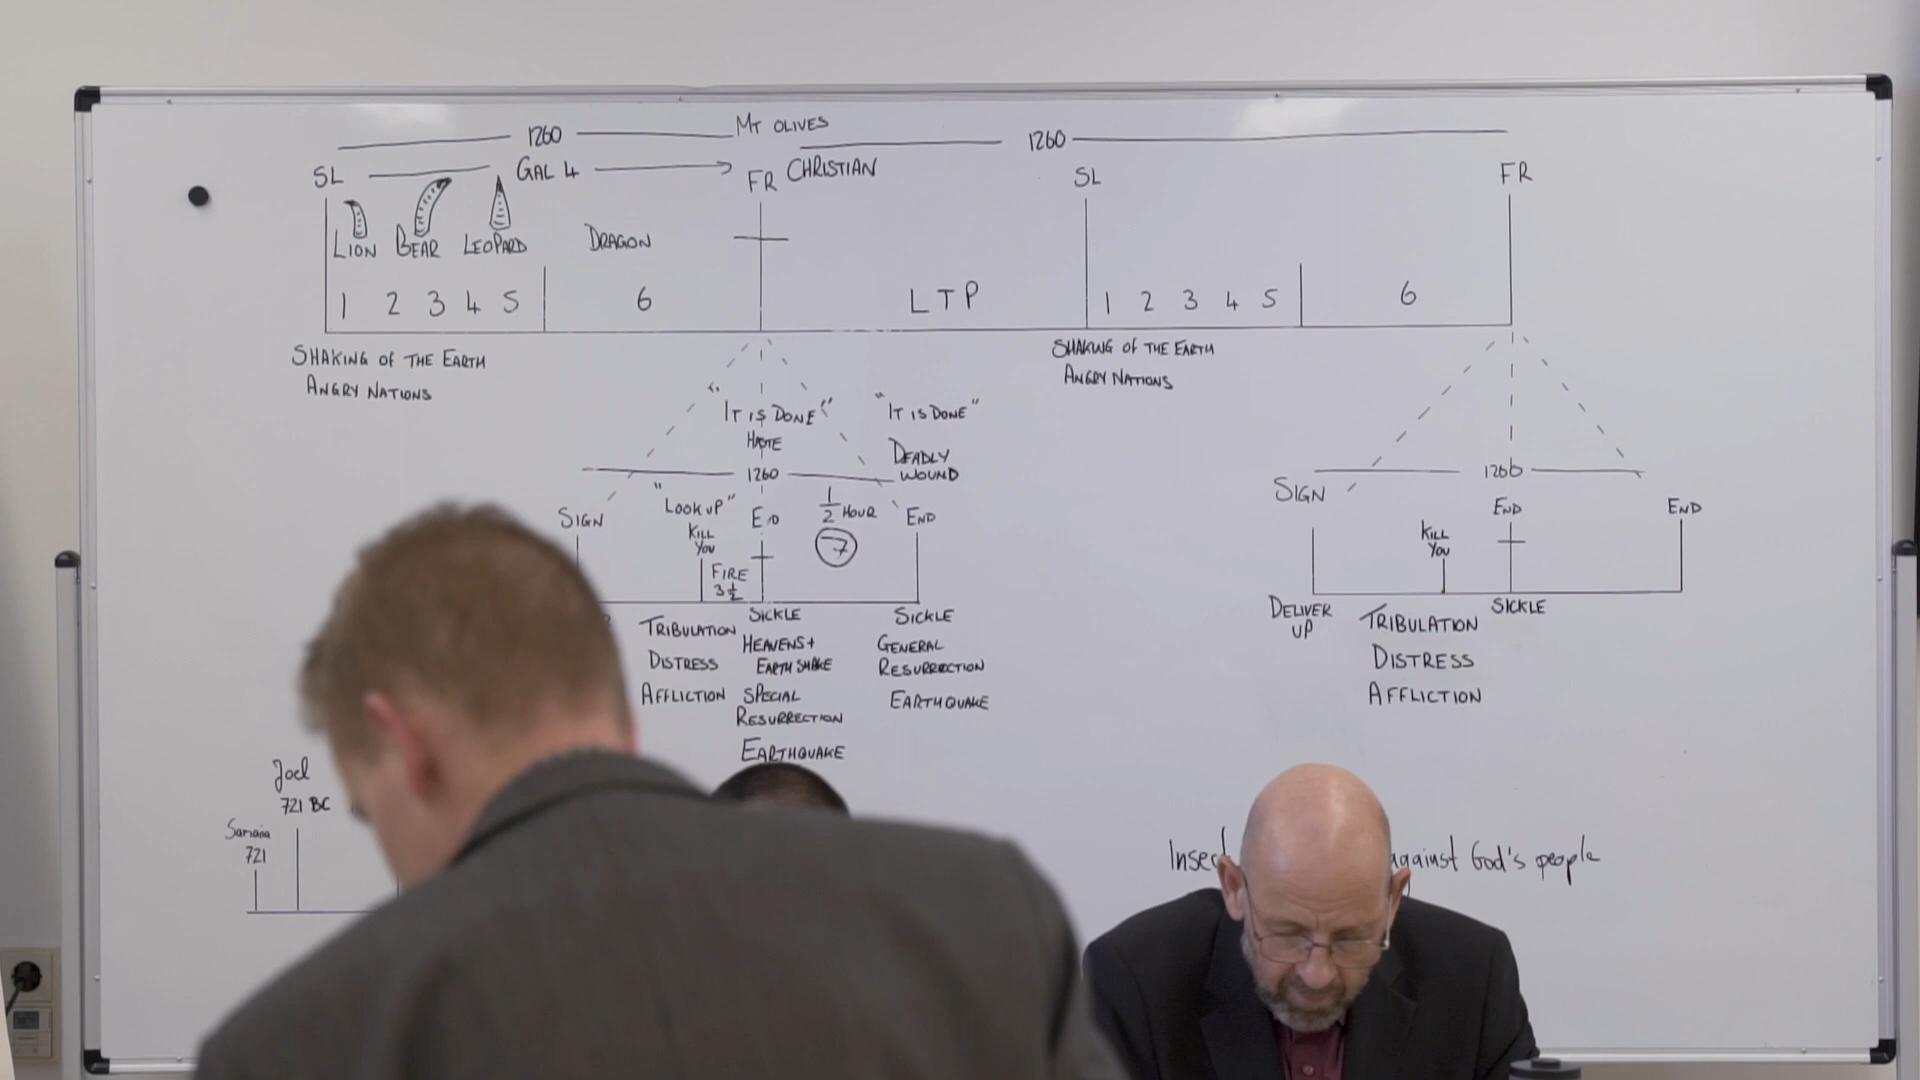 1260
MT OLIVES
1260
SL
GAL 4
FR
CHRISTIAN
SL
FR
LION
BEAR
LEOPARD
DRAGON
1 2 3 4 5
6
LTP
1 2 3 4 5
6
SHAKING OF THE EARTH
ANGRY NATIONS
SHAKING OF THE EARTH
ANGRY NATIONS
"IT IS DONE"
HASTE
"IT IS DONE"
DEADLY
WOUND
1260
SIGN
"LOOK UP"
KILL
YOU
END
1/2 HOUR
7
END
FIRE
3 1/2
TRIBULATION
DISTRESS
AFFLICTION
SICKLE
HEAVENS +
EARTH SHAKE
SPECIAL
RESURRECTION
EARTHQUAKE
SICKLE
GENERAL
RESURRECTION
EARTHQUAKE
1260
SIGN
KILL
YOU
END
END
DELIVER
UP
TRIBULATION
DISTRESS
AFFLICTION
SICKLE
Joel
721 BC
Samaria
721
against God's people